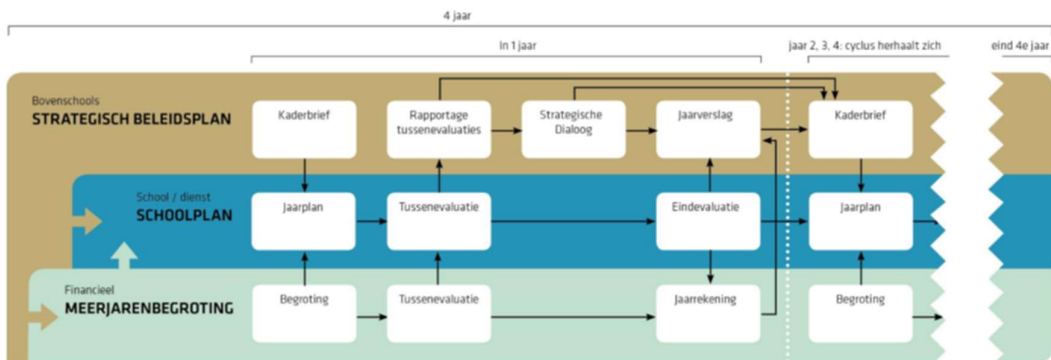 4 jaar
In 1 jaar
jaar 2, 3, 4: cyclus herhaalt zich
eind 4e jaar
Bovenschools
STRATEGISCH BELEIDSPLAN
Kaderbrief
Rapportage
tussenevaluaties
Strategische
Dialoog
Jaarverslag
Kaderbrief
School / dienst
SCHOOLPLAN
Jaarplan
Tussenevaluatie
Eindevaluatie
Jaarplan
Financieel
MEERJARENBEGROTING
Begroting
Tussenevaluatie
Jaarrekening
Begroting